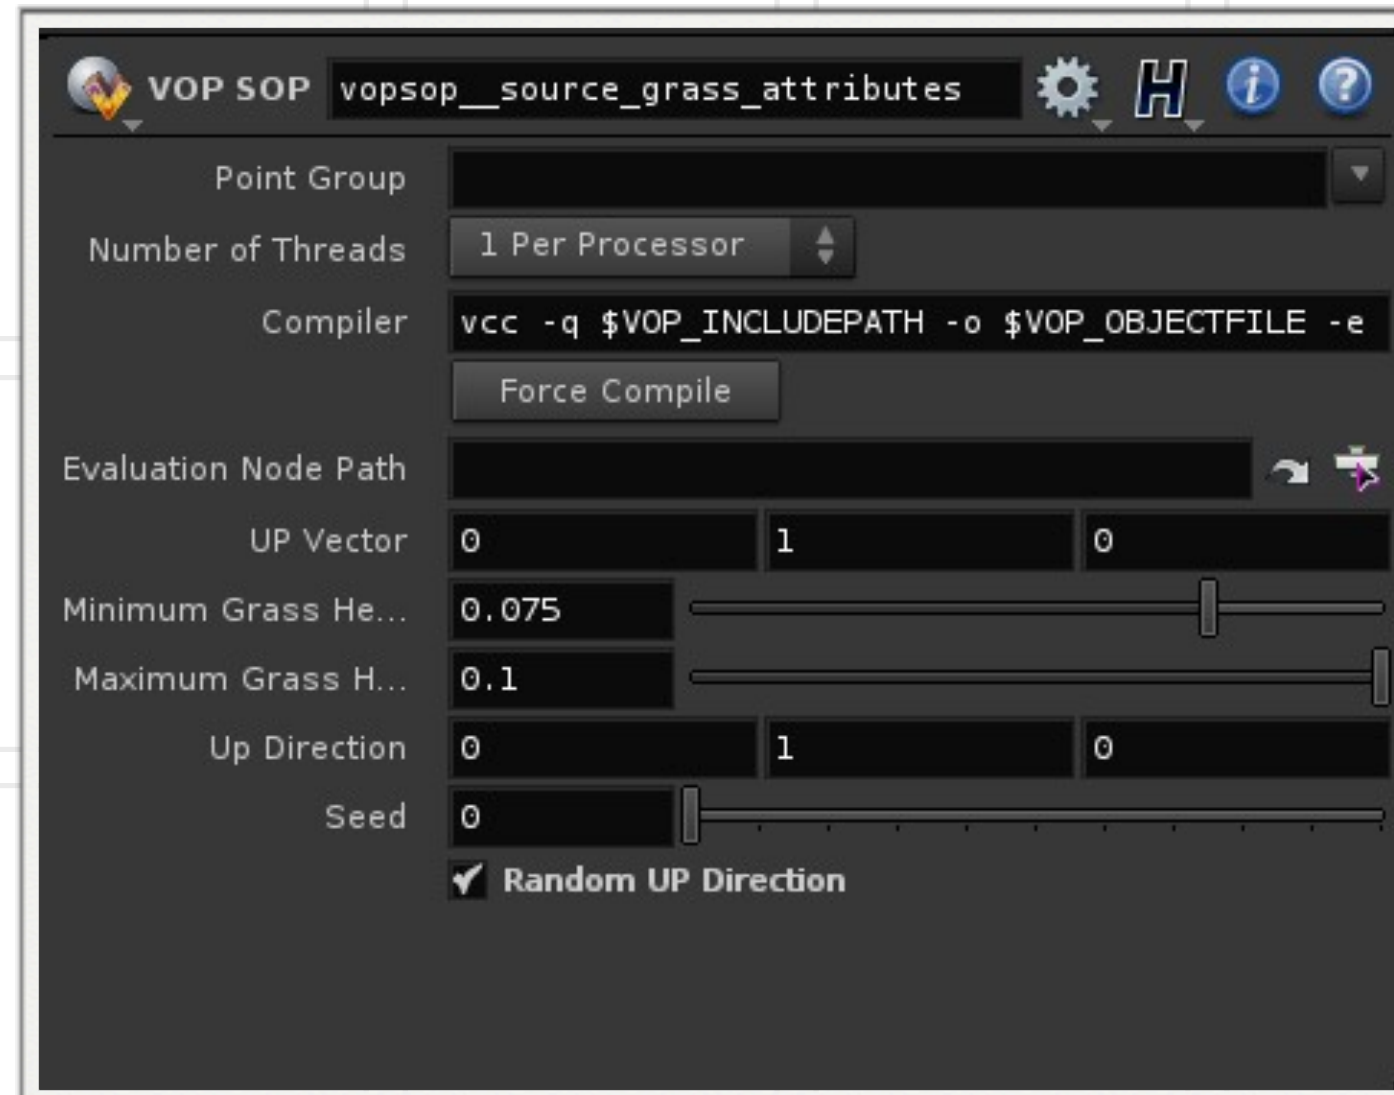 VOP SOP vopsop__source_grass_attributes H i ?
Point Group
Number of Threads 1 Per Processor
Compiler vcc -q $VOP_INCLUDEPATH -o $VOP_OBJECTFILE -e
Force Compile
Evaluation Node Path
UP Vector 0 1 0
Minimum Grass He... 0.075
Maximum Grass H... 0.1
Up Direction 0 1 0
Seed 0
Random UP Direction